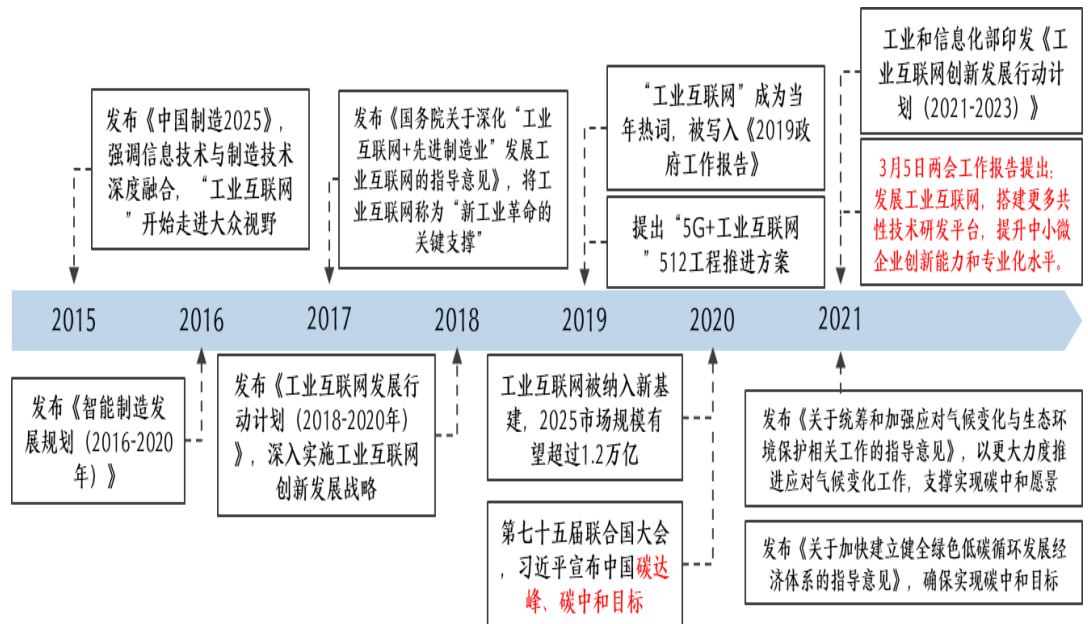 发布《中国制造2025》，
强调信息技术与制造技术
深度融合，“工业互联网
”开始走进大众视野
发布《国务院关于深化“工业
互联网+先进制造业”发展工
业互联网的指导意见》，将工
业互联网称为“新工业革命的
关键支撑”
“工业互联网”成为当
年热词，被写入《2019政
府工作报告》
提出“5G+工业互联网
”512工程推进方案
工业和信息化部印发《工
业互联网创新发展行动计
划（2021-2023）》
3月5日两会工作报告提出：
发展工业互联网，搭建更多共
性技术研发平台，提升中小微
企业创新能力和专业化水平。
2015 2016 2017 2018 2019 2020 2021
发布《智能制造发
展规划（2016-2020
年）》
发布《工业互联网发展行
动计划（2018-2020年）
》，深入实施工业互联网
创新发展战略
工业互联网被纳入新基
建，2025市场规模有
望超过1.2万亿
第七十五届联合国大会
，习近平宣布中国碳达
峰、碳中和目标
发布《关于统筹和加强应对气候变化与生态环
境保护相关工作的指导意见》，以更大力度推
进应对气候变化工作，支撑实现碳中和愿景
发布《关于加快建立健全绿色低碳循环发展经
济体系的指导意见》，确保实现碳中和目标